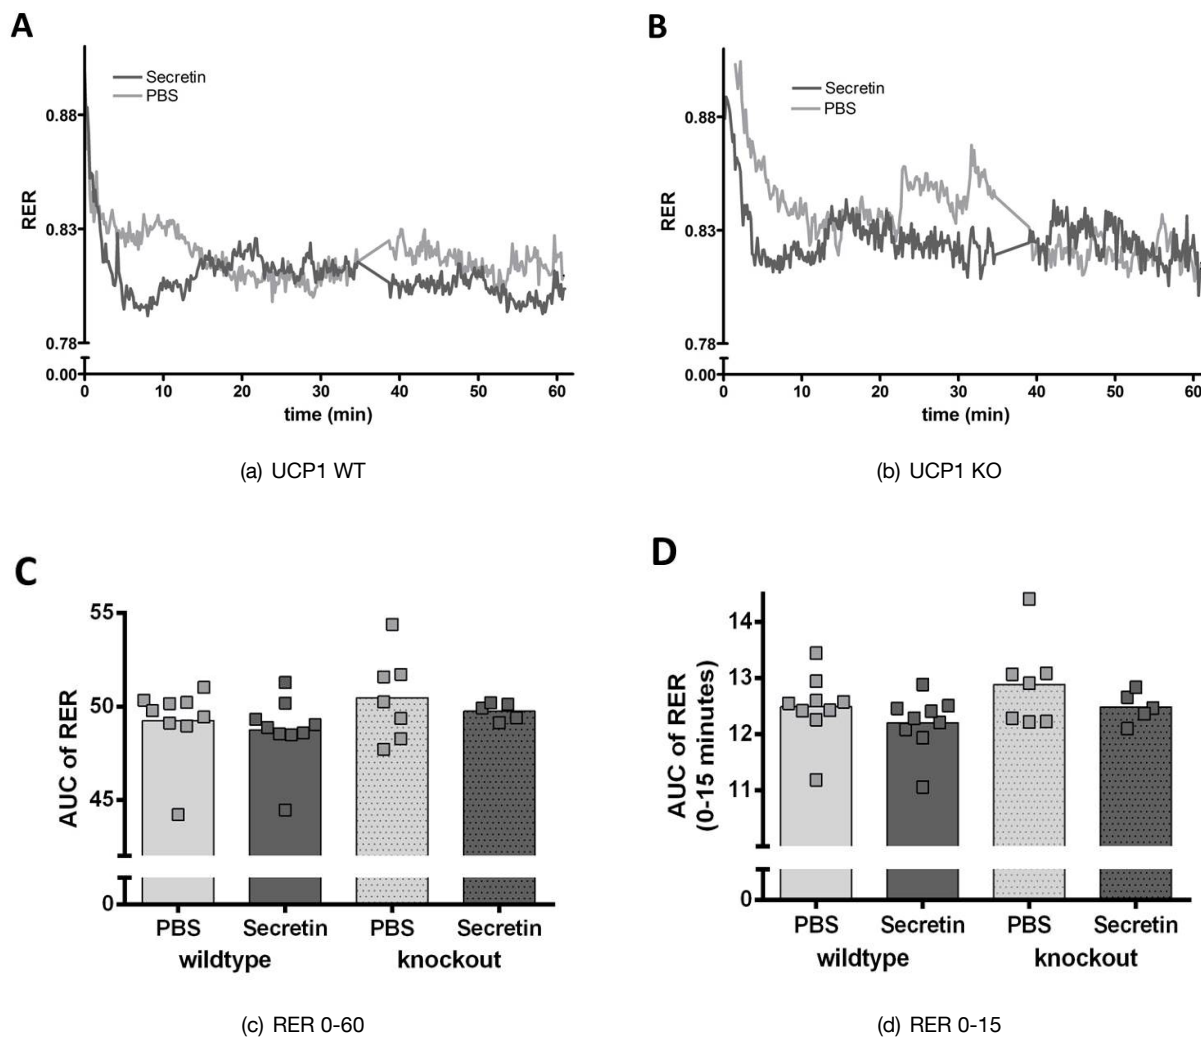 A
Secretin
PBS
RER
0.88
0.83
0.78
0.00
0 10 20 30 40 50 60
time (min)
(a) UCP1 WT
B
Secretin
PBS
RER
0.88
0.83
0.78
0.00
0 10 20 30 40 50 60
time (min)
(b) UCP1 KO
C
AUC of RER
55
50
45
0
PBS Secretin PBS Secretin
wildtype knockout
(c) RER 0-60
D
AUC of RER
(0-15 minutes)
14
13
12
11
0
PBS Secretin PBS Secretin
wildtype knockout
(d) RER 0-15